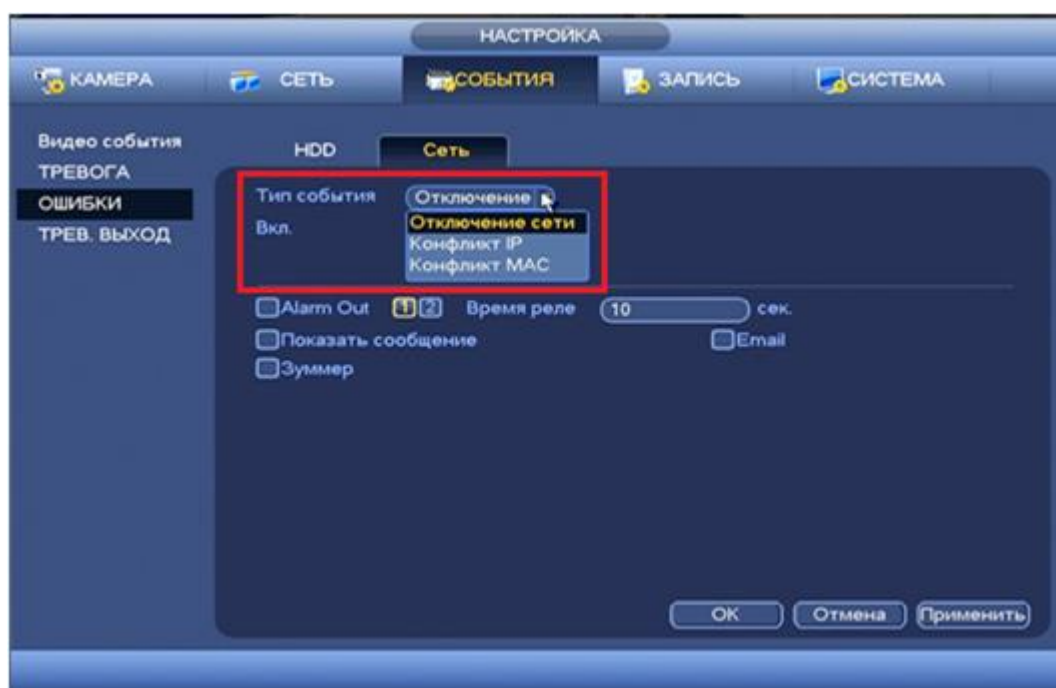 НАСТРОЙКА
КАМЕРА СЕТЬ СОБЫТИЯ ЗАПИСЬ СИСТЕМА
Видео события
ТРЕВОГА
ОШИБКИ
ТРЕВ. ВЫХОД
HDD Сеть
Тип события Отключение
Вкл. Отключение сети
Конфликт IP
Конфликт MAC
Alarm Out 1 2 Время реле 10 сек.
Показать сообщение Email
Зуммер
OK Отмена Применить